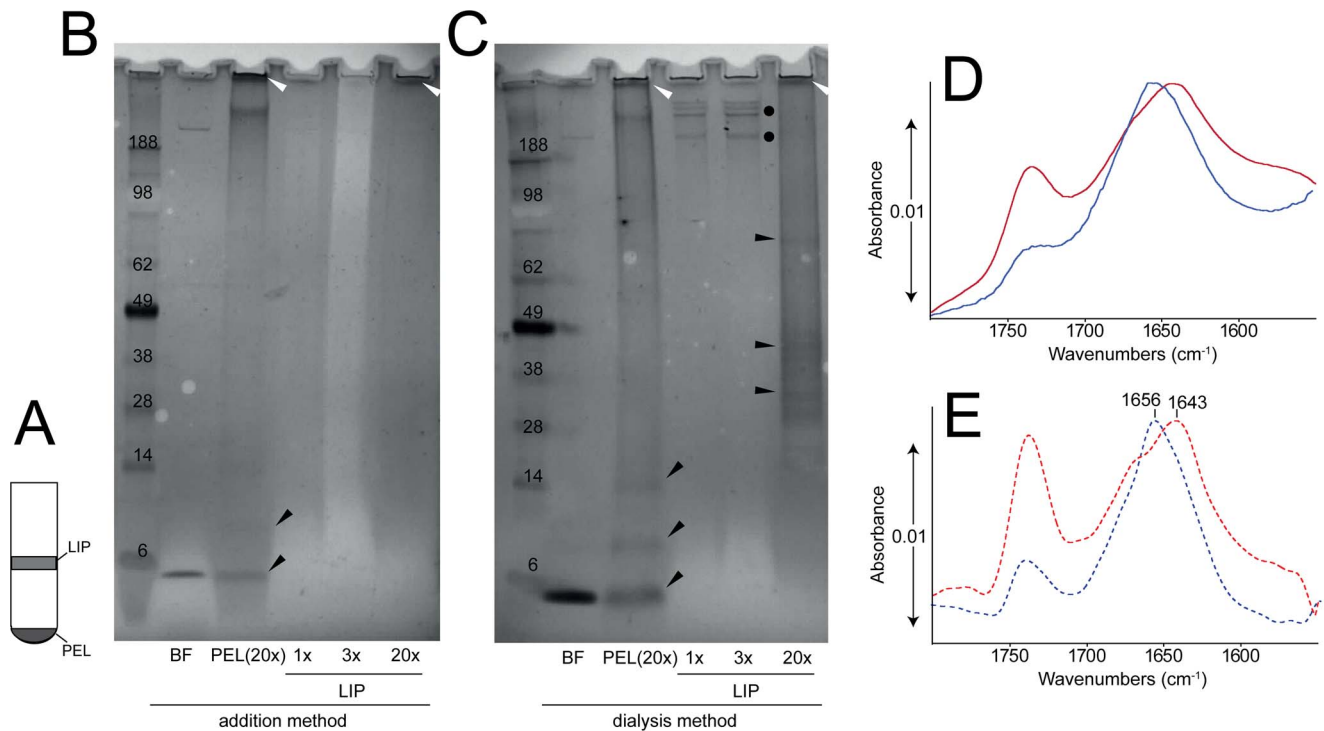 A
LIP
PEL
B
188
98
62
49
38
28
14
6
BF PEL(20x) 1x 3x 20x
LIP
addition method
C
188
98
62
49
38
28
14
6
BF PEL(20x) 1x 3x 20x
LIP
dialysis method
D
Absorbance
0.01
1750 1700 1650 1600
Wavenumbers (cm⁻¹)
E
1656 1643
Absorbance
0.01
1750 1700 1650 1600
Wavenumbers (cm⁻¹)